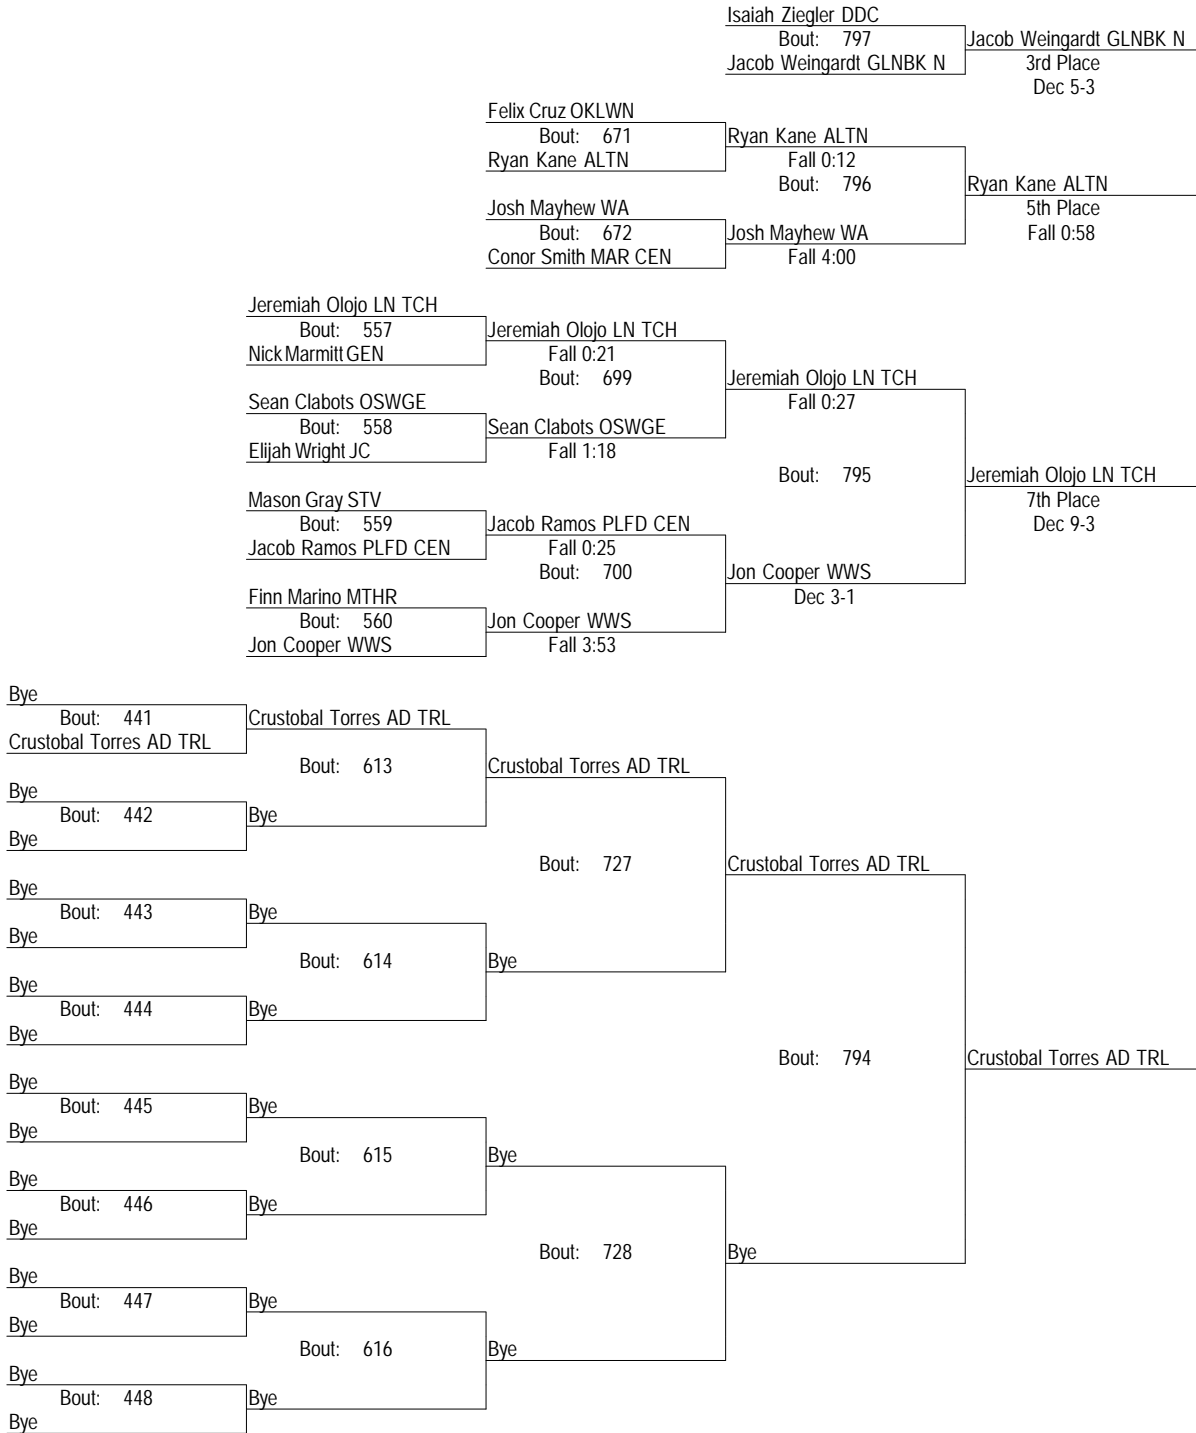 Isaiah Ziegler DDC
Bout: 797
Jacob Weingardt GLNBK N
Jacob Weingardt GLNBK N
3rd Place
Dec 5-3
Felix Cruz OKLWN
Bout: 671
Ryan Kane ALTN
Ryan Kane ALTN
Fall 0:12
Bout: 796
Ryan Kane ALTN
5th Place
Fall 0:58
Josh Mayhew WA
Bout: 672
Conor Smith MAR CEN
Josh Mayhew WA
Fall 4:00
Jeremiah Olojo LN TCH
Bout: 557
Nick Marmitt GEN
Jeremiah Olojo LN TCH
Fall 0:21
Bout: 699
Jeremiah Olojo LN TCH
Fall 0:27
Sean Clabots OSWGE
Bout: 558
Elijah Wright JC
Sean Clabots OSWGE
Fall 1:18
Bout: 795
Jeremiah Olojo LN TCH
7th Place
Dec 9-3
Mason Gray STV
Bout: 559
Jacob Ramos PLFD CEN
Jacob Ramos PLFD CEN
Fall 0:25
Bout: 700
Jon Cooper WWS
Dec 3-1
Finn Marino MTHR
Bout: 560
Jon Cooper WWS
Jon Cooper WWS
Fall 3:53
Bye
Bout: 441
Crustobal Torres AD TRL
Crustobal Torres AD TRL
Bout: 613
Crustobal Torres AD TRL
Bye
Bout: 442
Bye
Bye
Bout: 727
Crustobal Torres AD TRL
Bye
Bout: 443
Bye
Bye
Bout: 614
Bye
Bye
Bout: 444
Bye
Bye
Bout: 794
Crustobal Torres AD TRL
Bye
Bout: 445
Bye
Bye
Bout: 615
Bye
Bye
Bout: 446
Bye
Bye
Bout: 728
Bye
Bye
Bout: 447
Bye
Bye
Bout: 616
Bye
Bye
Bout: 448
Bye
Bye